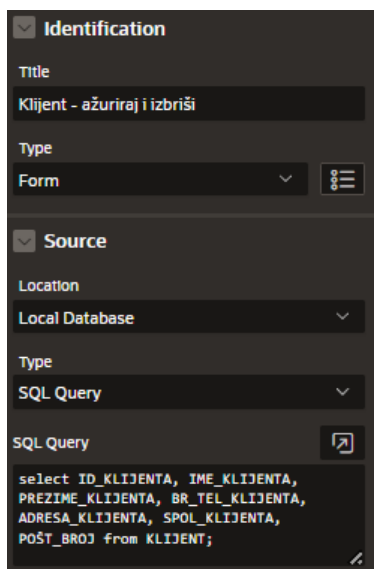 Identification
Title
Klijent - ažuriraj i izbriši
Type
Form
Source
Location
Local Database
Type
SQL Query
SQL Query
select ID_KLIJENTA, IME_KLIJENTA,
PREZIME_KLIJENTA, BR_TEL_KLIJENTA,
ADRESA_KLIJENTA, SPOL_KLIJENTA,
POŠT_BROJ from KLIJENT;